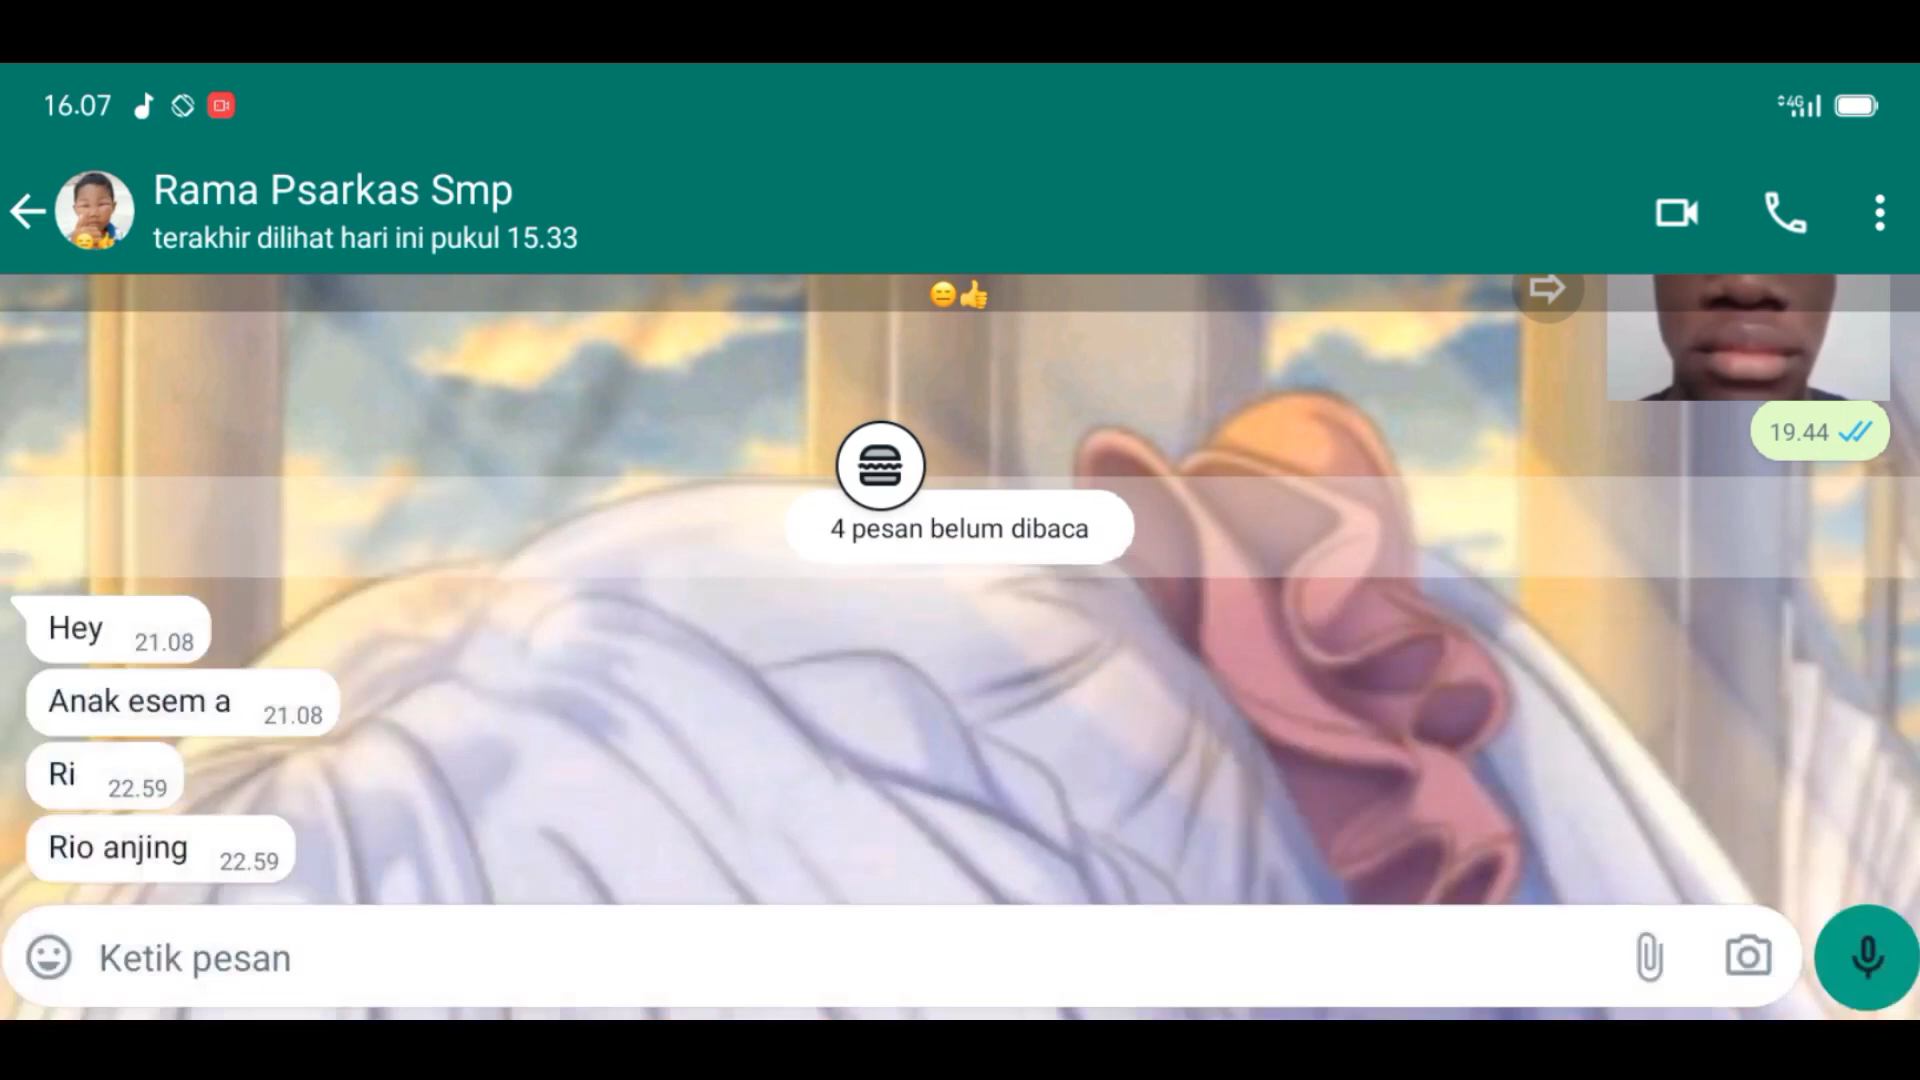 16.07
4G
Rama Psarkas Smp
terakhir dilihat hari ini pukul 15.33
😑👍
19.44
4 pesan belum dibaca
Hey 21.08
Anak esem a 21.08
Ri 22.59
Rio anjing 22.59
Ketik pesan